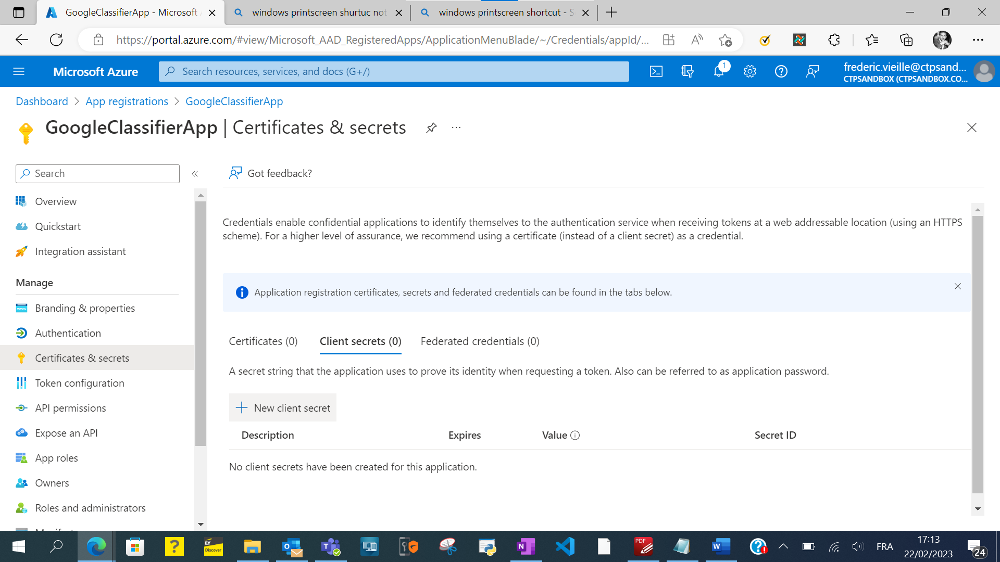 GoogleClassifierApp - Microsoft A
windows printscreen shurtuc not
windows printscreen shortcut - S
https://portal.azure.com/#view/Microsoft_AAD_RegisteredApps/ApplicationMenuBlade/~/Credentials/appId/...
Microsoft Azure
Search resources, services, and docs (G+/)
1
frederic.vieille@ctpsand...
CTPSANDBOX (CTPSANDBOX.CO...
Dashboard > App registrations > GoogleClassifierApp
GoogleClassifierApp | Certificates & secrets
Search
Got feedback?
Overview
Quickstart
Integration assistant
Manage
Branding & properties
Authentication
Certificates & secrets
Token configuration
API permissions
Expose an API
App roles
Owners
Roles and administrators
Credentials enable confidential applications to identify themselves to the authentication service when receiving tokens at a web addressable location (using an HTTPS
scheme). For a higher level of assurance, we recommend using a certificate (instead of a client secret) as a credential.
Application registration certificates, secrets and federated credentials can be found in the tabs below.
Certificates (0) Client secrets (0) Federated credentials (0)
A secret string that the application uses to prove its identity when requesting a token. Also can be referred to as application password.
New client secret
Description Expires Value Secret ID
No client secrets have been created for this application.
EY
Discover
PDF
FRA
17:13
22/02/2023
24